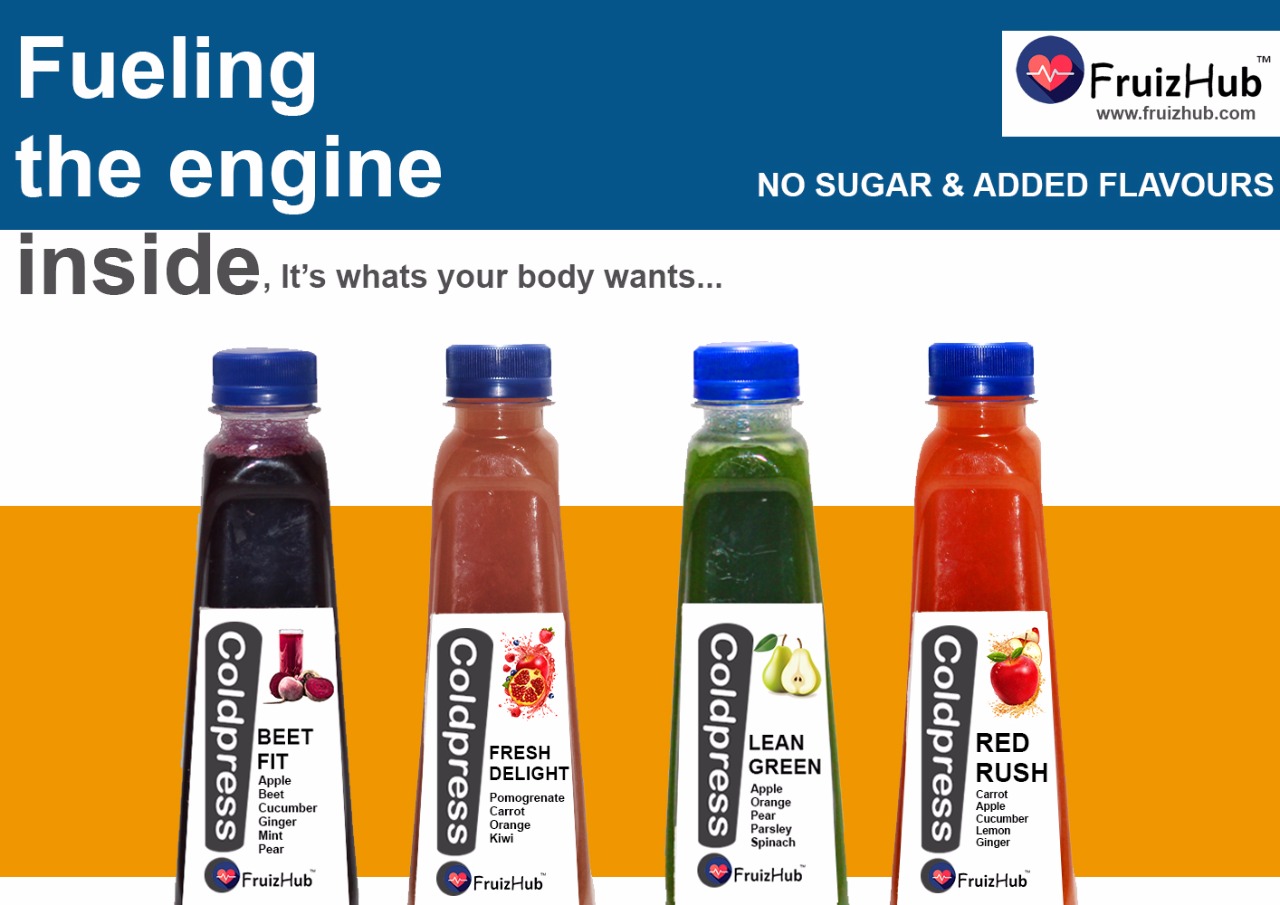 Fueling
the engine
inside, It’s whats your body wants...
FruizHub™
www.fruizhub.com
NO SUGAR & ADDED FLAVOURS
Coldpress
BEET
FIT
Apple
Beet
Cucumber
Ginger
Mint
Pear
FruizHub™
Coldpress
FRESH
DELIGHT
Pomogrenate
Carrot
Orange
Kiwi
FruizHub™
Coldpress
LEAN
GREEN
Apple
Orange
Pear
Parsley
Spinach
FruizHub™
Coldpress
RED
RUSH
Carrot
Apple
Cucumber
Lemon
Ginger
FruizHub™